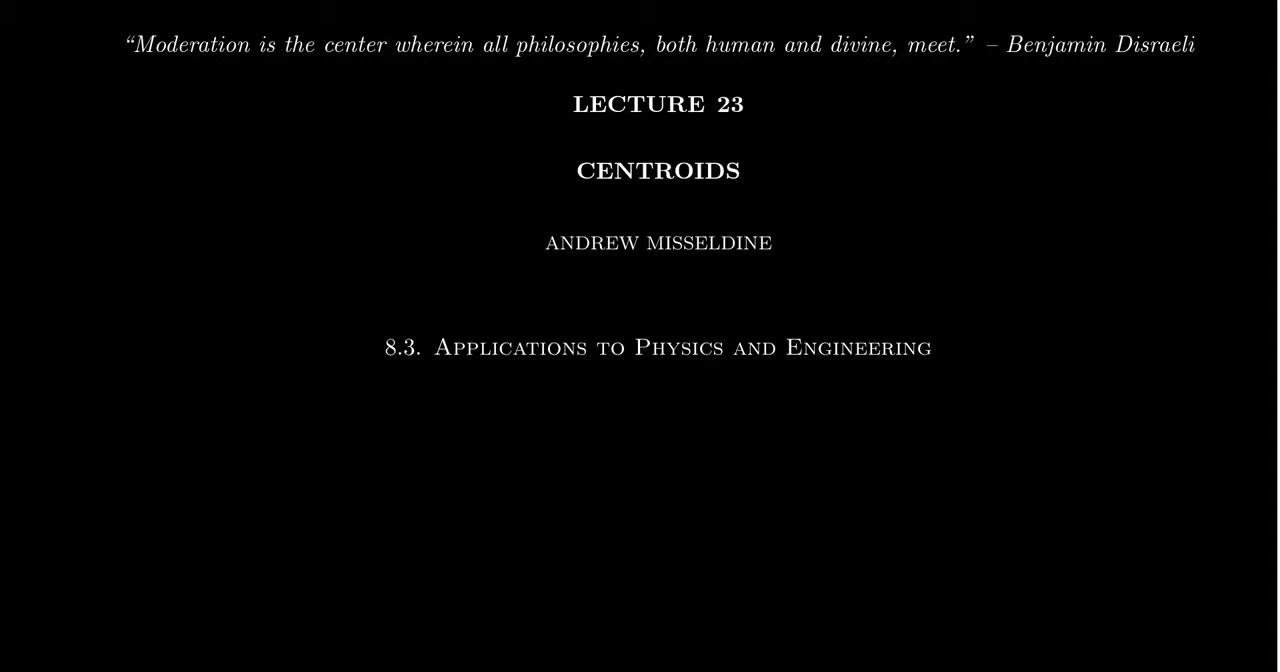 “Moderation is the center wherein all philosophies, both human and divine, meet.” – Benjamin Disraeli
LECTURE 23
CENTROIDS
ANDREW MISSELDINE
8.3. Applications to Physics and Engineering